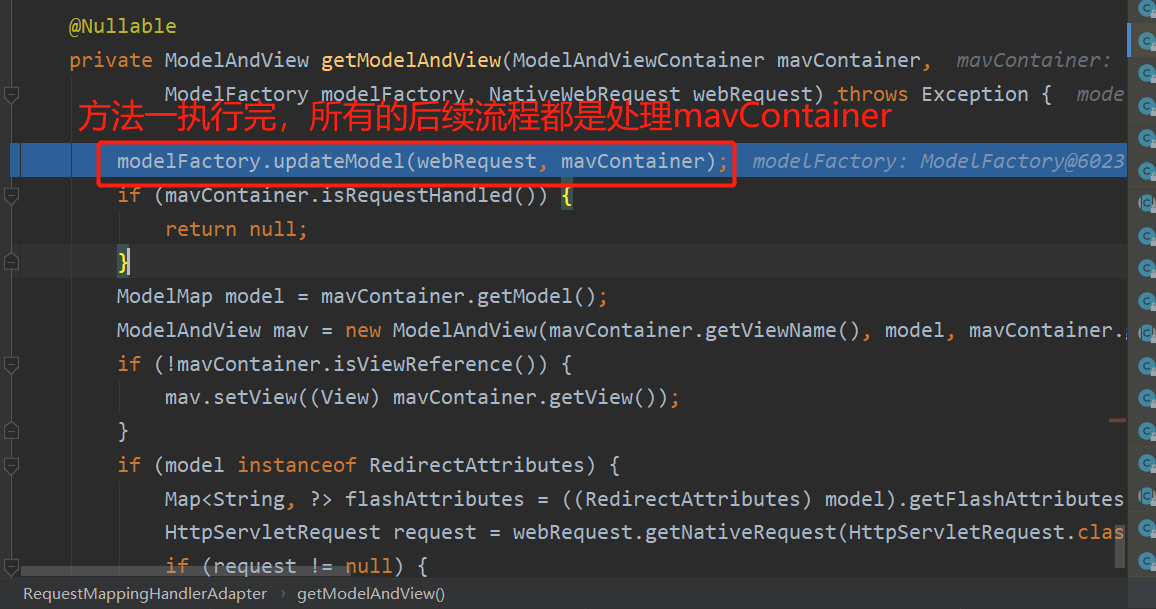 @Nullable
private ModelAndView getModelAndView(ModelAndViewContainer mavContainer, mavContainer:
ModelFactory modelFactory, NativeWebRequest webRequest) throws Exception { mode
方法一执行完，所有的后续流程都是处理mavContainer
modelFactory.updateModel(webRequest, mavContainer); modelFactory: ModelFactory@6023
if (mavContainer.isRequestHandled()) {
return null;
}
ModelMap model = mavContainer.getModel();
ModelAndView mav = new ModelAndView(mavContainer.getViewName(), model, mavContainer.
if (!mavContainer.isViewReference()) {
mav.setView((View) mavContainer.getView());
}
if (model instanceof RedirectAttributes) {
Map<String, ?> flashAttributes = ((RedirectAttributes) model).getFlashAttributes
HttpServletRequest request = webRequest.getNativeRequest(HttpServletRequest.clas
if (request != null) {
RequestMappingHandlerAdapter › getModelAndView()